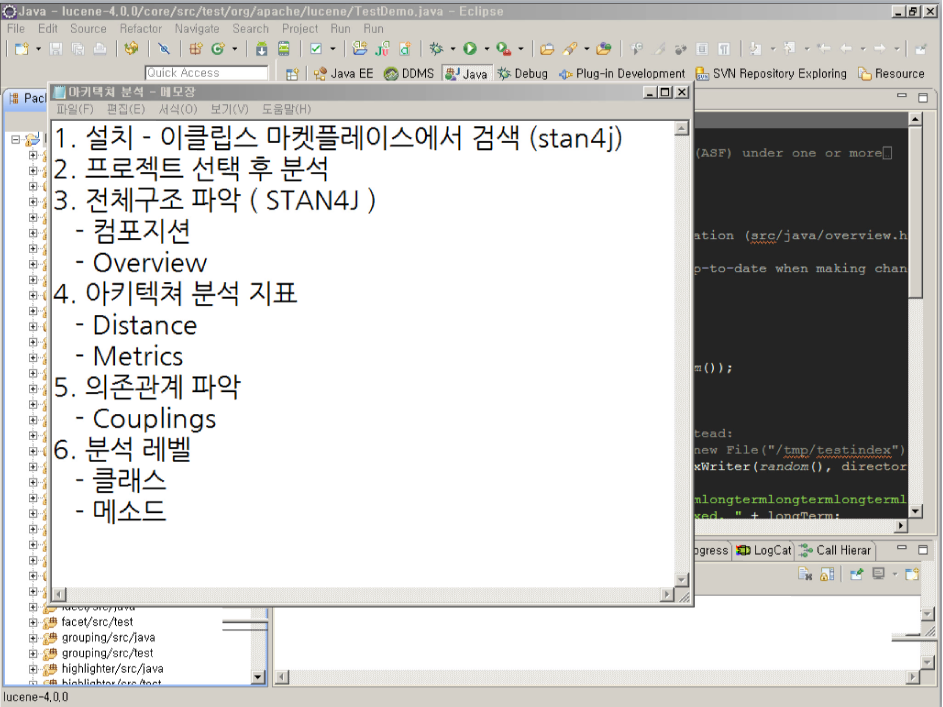 Java - lucene-4.0.0/core/src/test/org/apache/lucene/TestDemo.java - Eclipse
File Edit Source Refactor Navigate Search Project Run Run
Quick Access Java EE DDMS Java Debug Plug-in Development SVN Repository Exploring Resource
마키텍쳐 분석 - 메모장
파일(F) 편집(E) 서식(O) 보기(V) 도움말(H)
1. 설치 - 이클립스 마켓플레이스에서 검색 (stan4j)
2. 프로젝트 선택 후 분석
3. 전체구조 파악 ( STAN4J )
- 컴포지션
- Overview
4. 아키텍쳐 분석 지표
- Distance
- Metrics
5. 의존관계 파악
- Couplings
6. 분석 레벨
- 클래스
- 메소드
(ASF) under one or more
ation (src/java/overview.h
p-to-date when making chan
m());
tead:
new File("/tmp/testindex")
xWriter(random(), director
mlongtermlongtermlongterml
xed. " + longTerm;
ogress LogCat Call Hierar
facet/src/java
facet/src/test
grouping/src/java
grouping/src/test
highlighter/src/java
highlighter/src/test
lucene-4.0.0